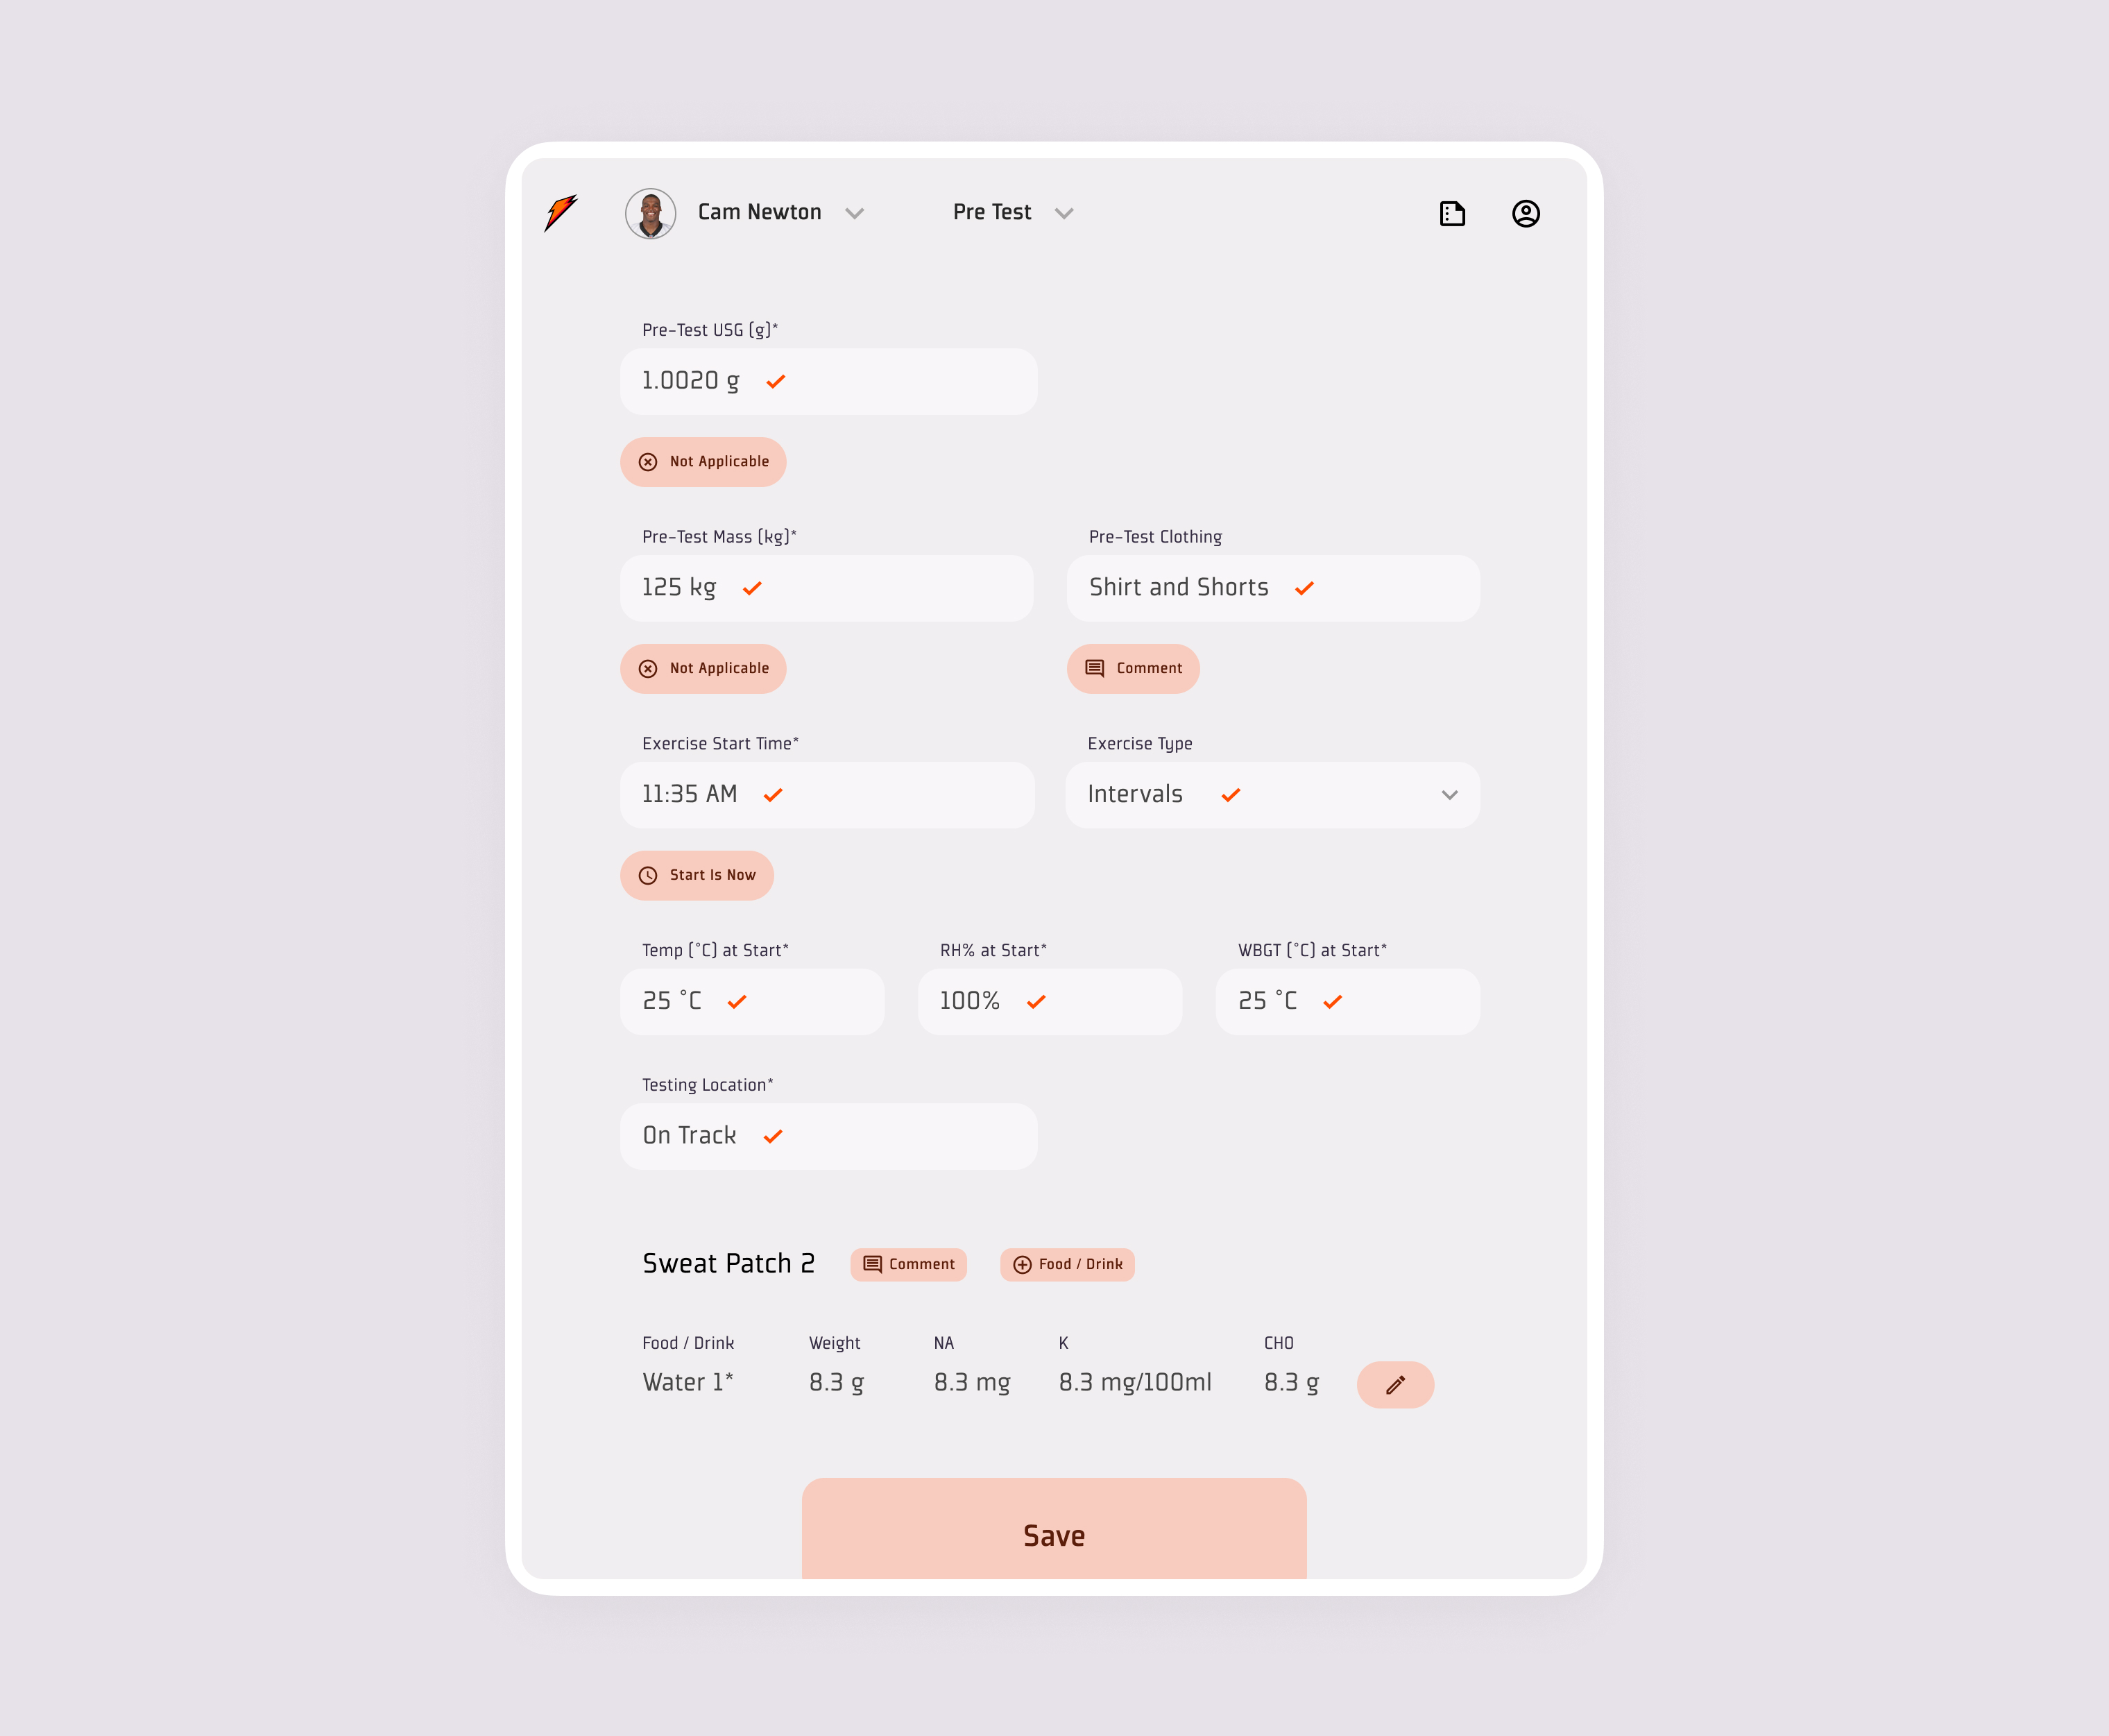 Cam Newton Pre Test
Pre-Test USG (g)*
1.0020 g
Not Applicable
Pre-Test Mass (kg)* Pre-Test Clothing
125 kg Shirt and Shorts
Not Applicable Comment
Exercise Start Time* Exercise Type
11:35 AM Intervals
Start Is Now
Temp (°C) at Start* RH% at Start* WBGT (°C) at Start*
25 °C 100% 25 °C
Testing Location*
On Track
Sweat Patch 2 Comment Food / Drink
Food / Drink Weight NA K CHO
Water 1* 8.3 g 8.3 mg 8.3 mg/100ml 8.3 g
Save